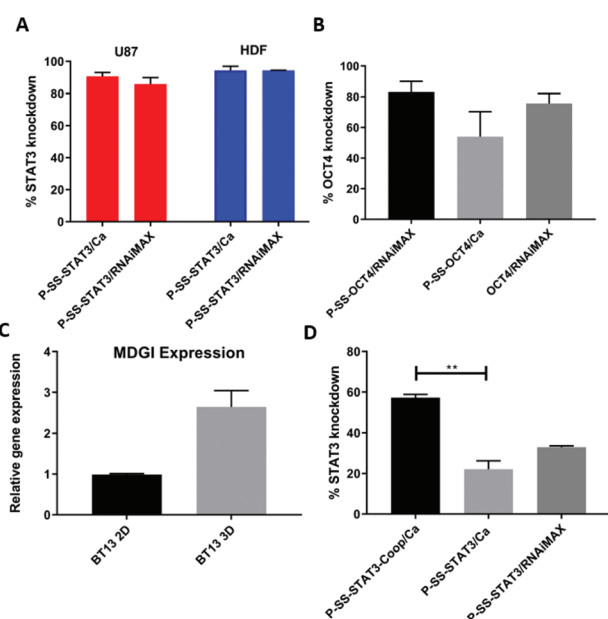 A
U87
HDF
% STAT3 knockdown
100
80
60
40
20
0
P-SS-STAT3/Ca
P-SS-STAT3/RNAiMAX
P-SS-STAT3/Ca
P-SS-STAT3/RNAiMAX
B
% OCT4 knockdown
100
80
60
40
20
0
P-SS-OCT4/RNAiMAX
P-SS-OCT4/Ca
OCT4/RNAiMAX
C
MDGI Expression
Relative gene expression
4
3
2
1
0
BT13 2D
BT13 3D
D
% STAT3 knockdown
80
60
40
20
0
**
P-SS-STAT3-Coop/Ca
P-SS-STAT3/Ca
P-SS-STAT3/RNAiMAX